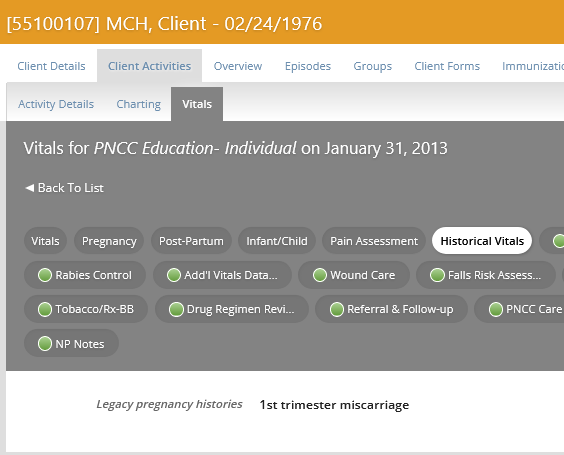 [55100107] MCH, Client - 02/24/1976
Client Details Client Activities Overview Episodes Groups Client Forms
Activity Details Charting Vitals
Vitals for PNCC Education- Individual on January 31, 2013
◀ Back To List
Vitals Pregnancy Post-Partum Infant/Child Pain Assessment Historical Vitals
Rabies Control Add'l Vitals Data... Wound Care Falls Risk Assess...
Tobacco/Rx-BB Drug Regimen Revi... Referral & Follow-up PNCC Care
NP Notes
Legacy pregnancy histories 1st trimester miscarriage